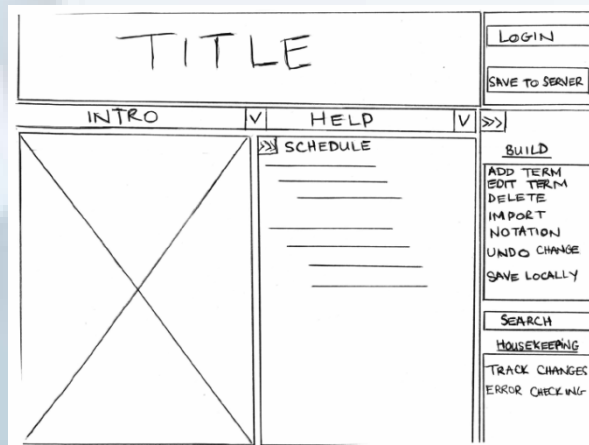 TITLE
LOGIN
SAVE TO SERVER
INTRO V HELP V >>>
>>> SCHEDULE
BUILD
ADD TERM
EDIT TERM
DELETE
IMPORT
NOTATION
UNDO CHANGE
SAVE LOCALLY
SEARCH
HOUSEKEEPING
TRACK CHANGES
ERROR CHECKING